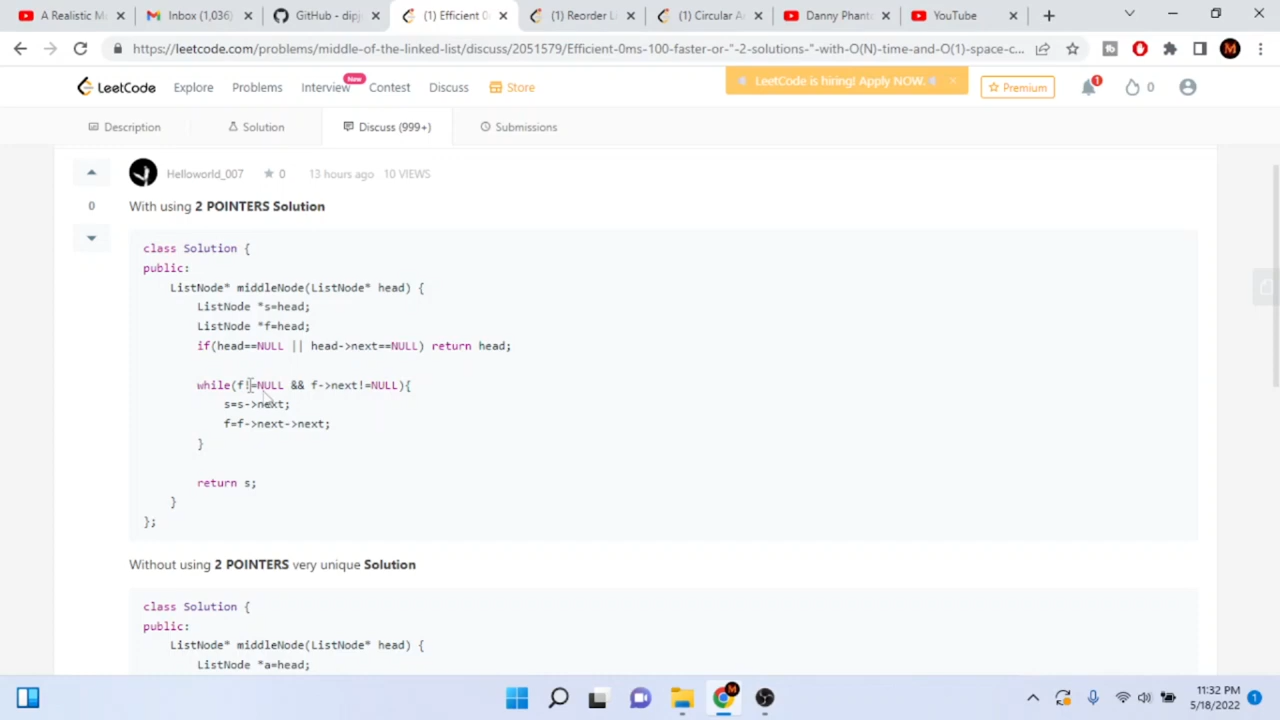 A Realistic M
Inbox (1,036)
GitHub - dipj
(1) Efficient 0
(1) Reorder Li
(1) Circular A
Danny Phant
YouTube
https://leetcode.com/problems/middle-of-the-linked-list/discuss/2051579/Efficient-0ms-100-faster-or-"-2-solutions-"-with-O(N)-time-and-O(1)-space-c...
M
LeetCode
Explore
Problems
Interview
New
Contest
Discuss
Store
LeetCode is hiring! Apply NOW.
Premium
1
0
Description
Solution
Discuss (999+)
Submissions
Helloworld_007
0
13 hours ago
10 VIEWS
0
With using 2 POINTERS Solution
class Solution {
public:
ListNode* middleNode(ListNode* head) {
ListNode *s=head;
ListNode *f=head;
if(head==NULL || head->next==NULL) return head;
while(f!=NULL && f->next!=NULL){
s=s->next;
f=f->next->next;
}
return s;
}
};
Without using 2 POINTERS very unique Solution
class Solution {
public:
ListNode* middleNode(ListNode* head) {
ListNode *a=head;
M
11:32 PM
5/18/2022
1